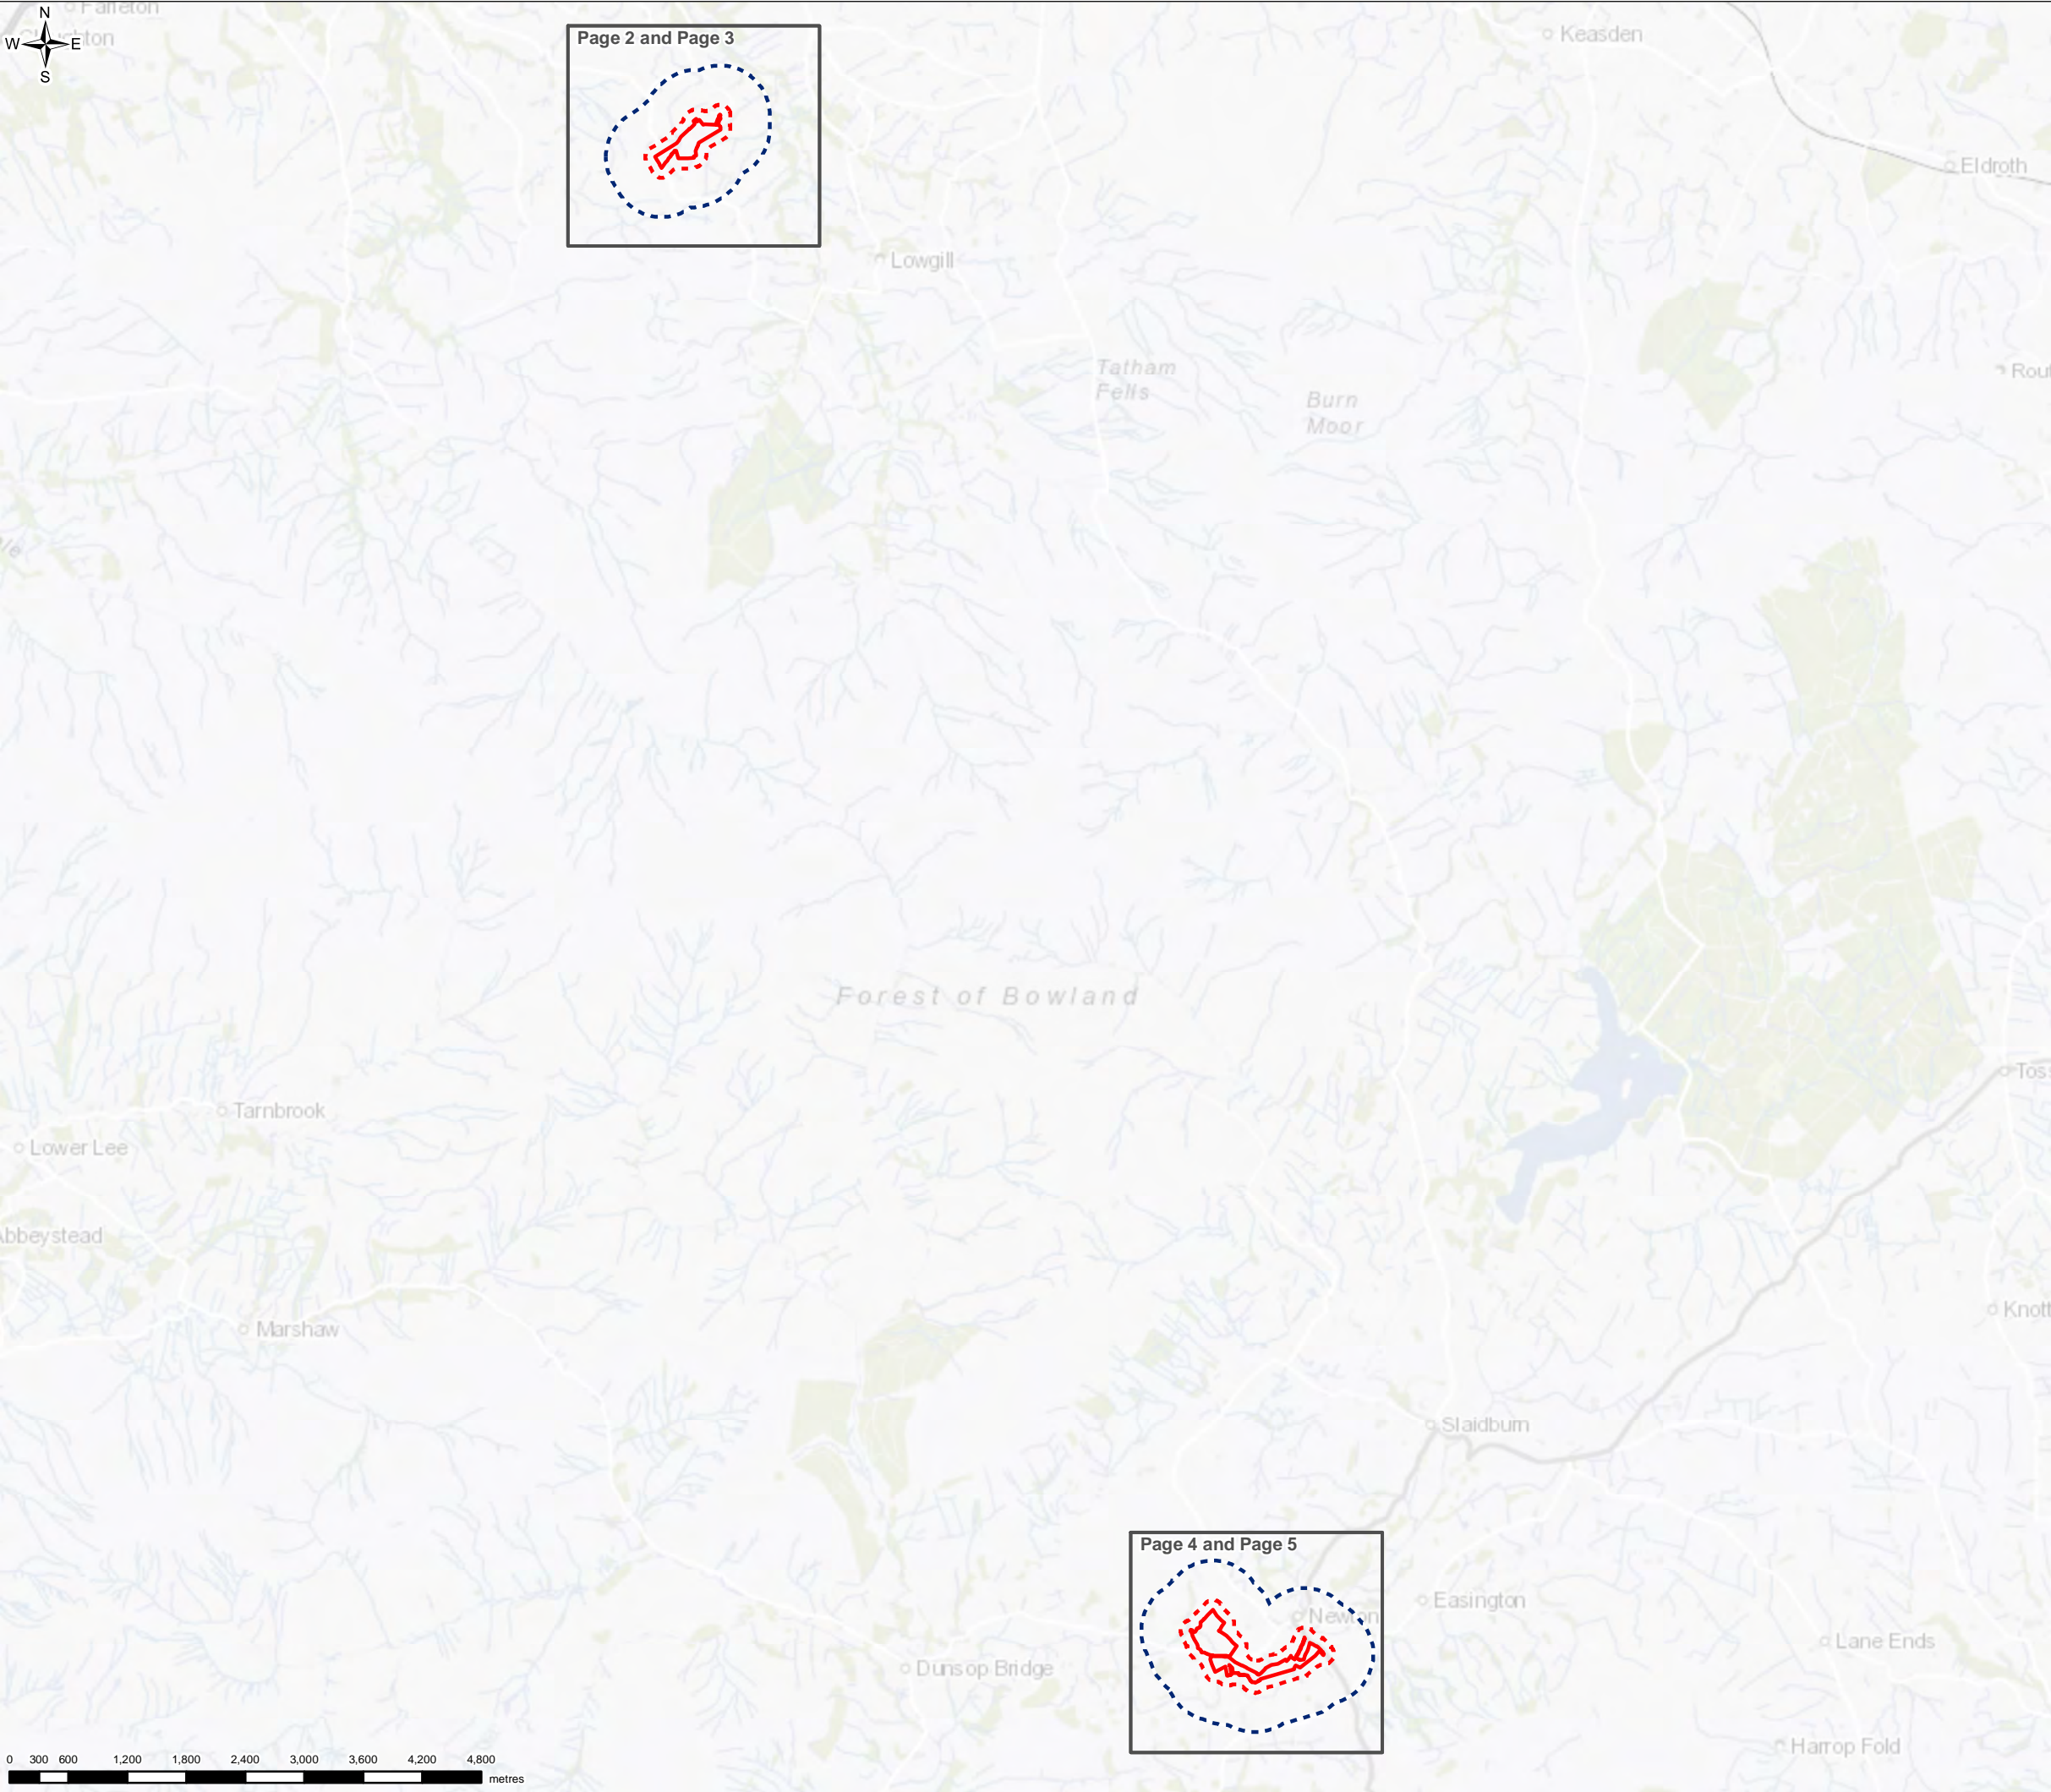 Farleton
N
W E
S
Page 2 and Page 3
Keasden
Eldroth
Lowgill
Tatham
Fells
Burn
Moor
Forest of Bowland
Tarnbrook
Lower Lee
Abbeystead
Marshaw
Slaidburn
Page 4 and Page 5
Newton
Easington
Lane Ends
Dunsop Bridge
Harrop Fold
0 300 600 1,200 1,800 2,400 3,000 3,600 4,200 4,800
metres